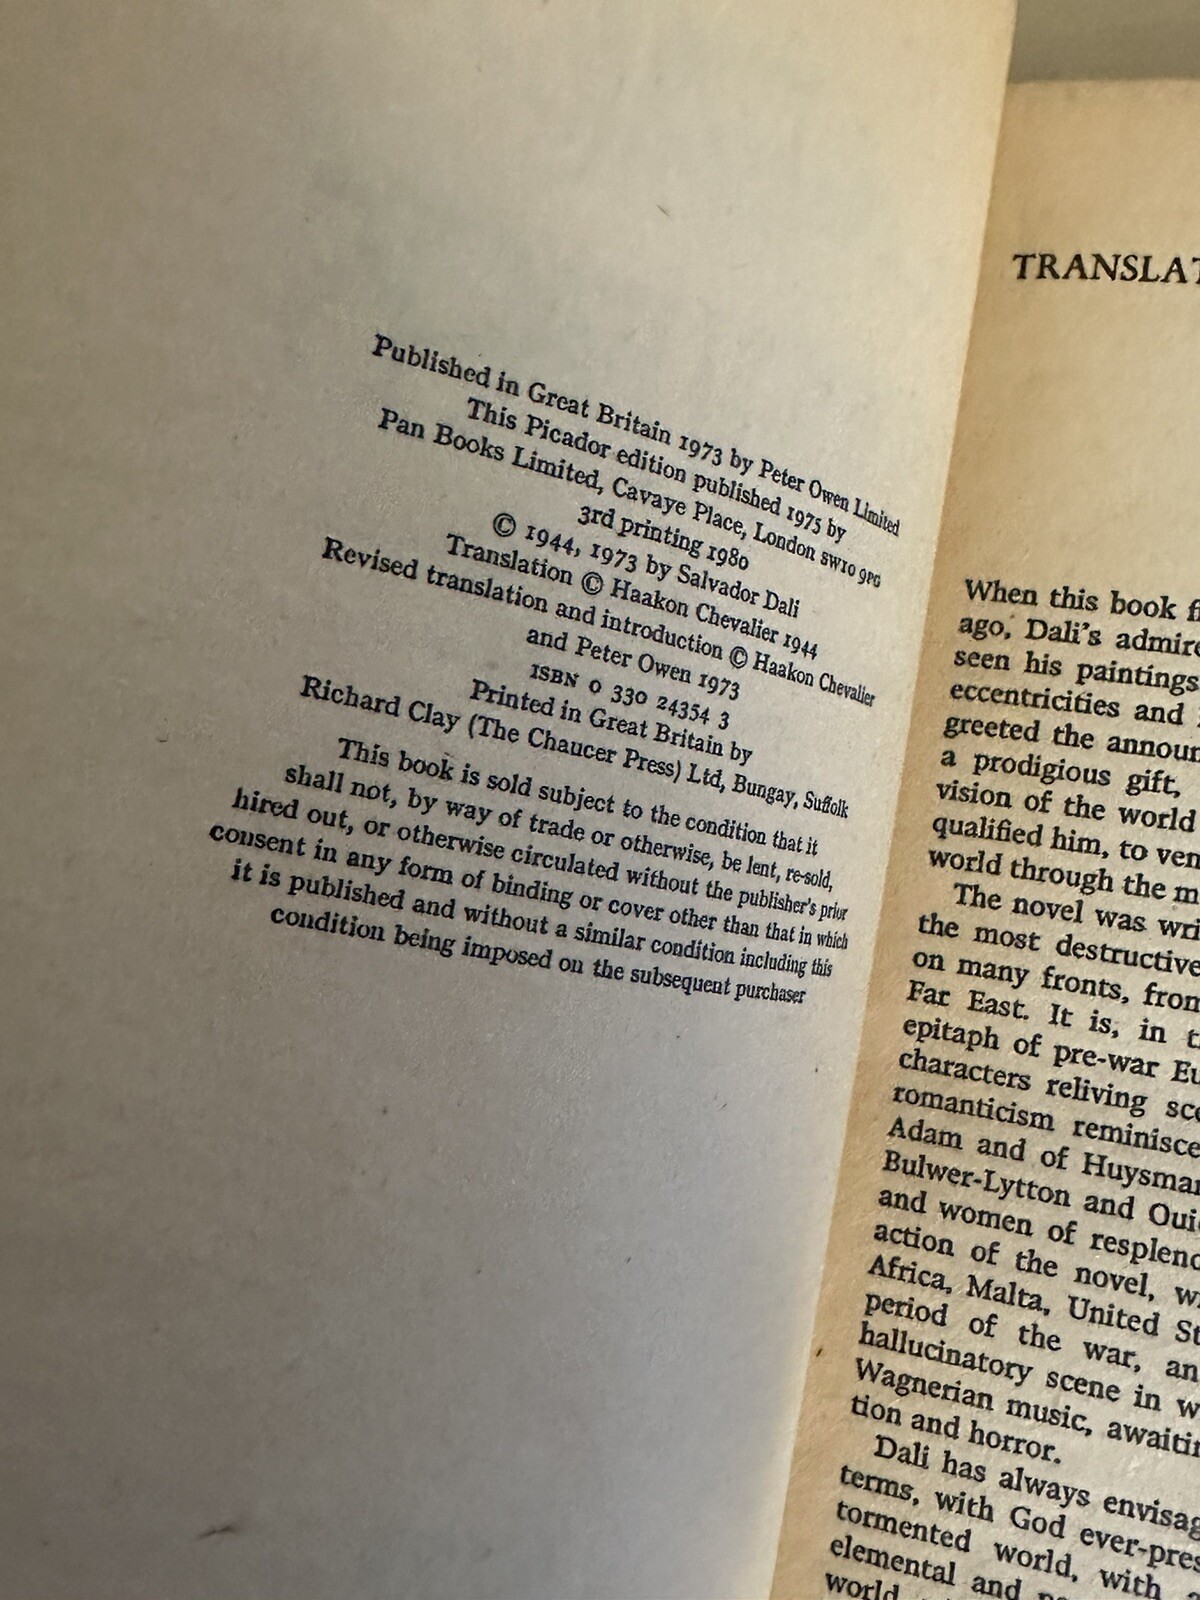 Published in Great Britain 1973 by Peter Owen Limited
This Picador edition published 1975 by
Pan Books Limited, Cavaye Place, London SW10 9PG
3rd printing 1980
© 1944, 1973 by Salvador Dali
Translation © Haakon Chevalier 1944
Revised translation and introduction © Haakon Chevalier
and Peter Owen 1973
ISBN 0 330 24354 3
Printed in Great Britain by
Richard Clay (The Chaucer Press) Ltd, Bungay, Suffolk
This book is sold subject to the condition that it
shall not, by way of trade or otherwise, be lent, re-sold,
hired out, or otherwise circulated without the publisher's prior
consent in any form of binding or cover other than that in which
it is published and without a similar condition including this
condition being imposed on the subsequent purchaser
TRANSLAT
When this book fi
ago, Dali's admire
seen his paintings
eccentricities and
greeted the announ
a prodigious gift,
vision of the world
qualified him, to ven
world through the m
The novel was wri
the most destructive
on many fronts, from
Far East. It is, in t
epitaph of pre-war Eu
characters reliving sce
romanticism reminisce
Adam and of Huysman
Bulwer-Lytton and Oui
and women of resplend
action of the novel, w
Africa, Malta, United St
period of the war, an
hallucinatory scene in w
Wagnerian music, awaitin
tion and horror.
Dali has always envisag
terms, with God ever-pres
tormented world, with a
elemental and
world